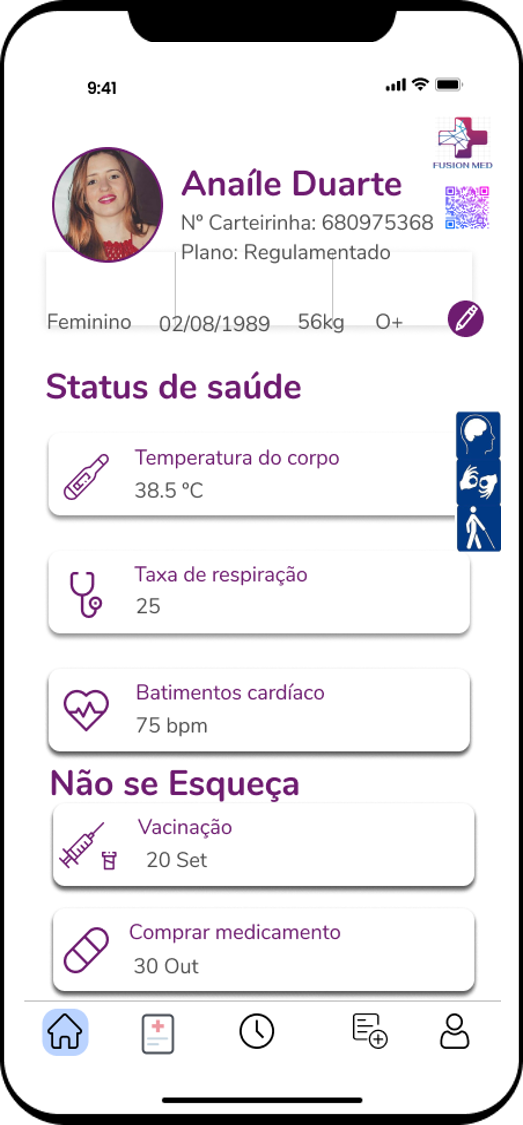 9:41
FUSION MED
Anaíle Duarte
Nº Carteirinha: 680975368
Plano: Regulamentado
Feminino 02/08/1989 56kg O+
Status de saúde
Temperatura do corpo
38.5 ºC
Taxa de respiração
25
Batimentos cardíaco
75 bpm
Não se Esqueça
Vacinação
20 Set
Comprar medicamento
30 Out